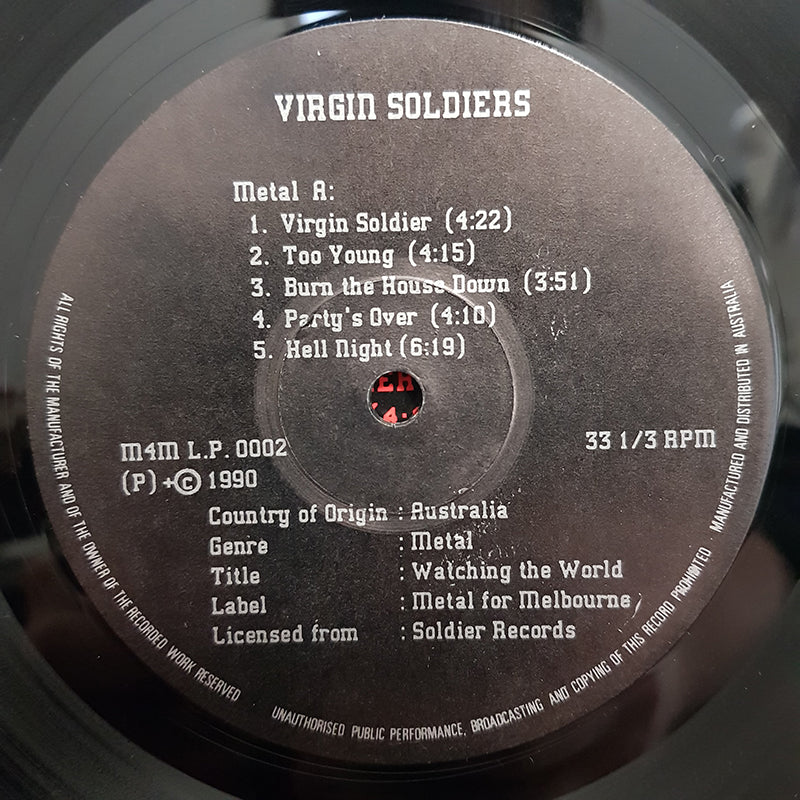 VIRGIN SOLDIERS
Metal A:
1. Virgin Soldier (4:22)
2. Too Young (4:15)
3. Burn the House Down (3:51)
4. Party's Over (4:10)
5. Hell Night (6:19)
M4M L.P. 0002
33 1/3 RPM
(P) +© 1990
Country of Origin : Australia
Genre : Metal
Title : Watching the World
Label : Metal for Melbourne
Licensed from : Soldier Records
ALL RIGHTS OF THE MANUFACTURER AND OF THE OWNER OF THE RECORDED WORK RESERVED
UNAUTHORISED PUBLIC PERFORMANCE, BROADCASTING AND COPYING OF THIS RECORD PROHIBITED
MANUFACTURED AND DISTRIBUTED IN AUSTRALIA